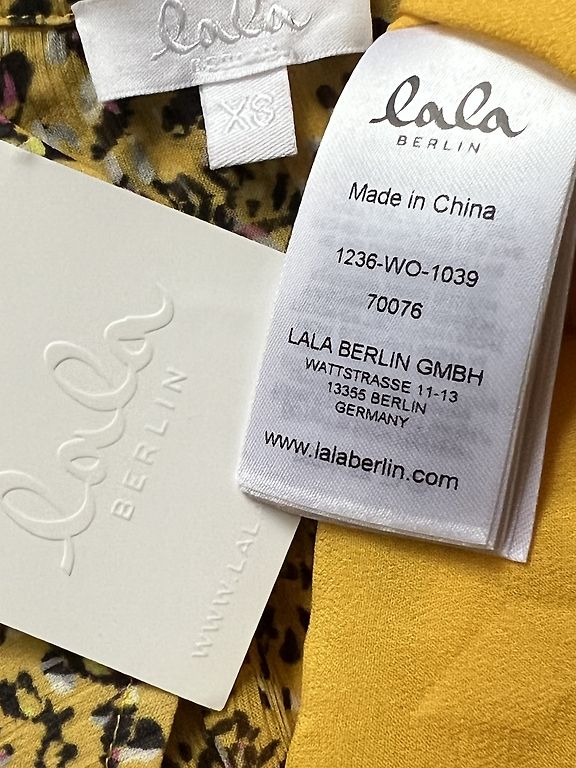 lala
XS
lala
BERLIN
Made in China
1236-WO-1039
70076
LALA BERLIN GMBH
WATTSTRASSE 11-13
13355 BERLIN
GERMANY
www.lalaberlin.com
lala
BERLIN
WWW.LAL